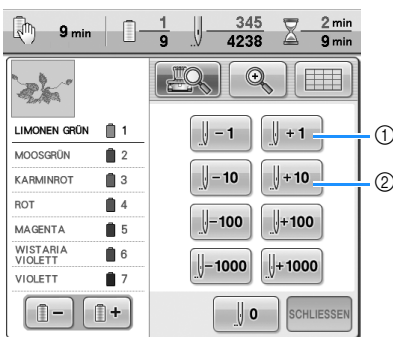 9 min
1
9
345
4238
2 min
9 min
LIMONEN GRÜN 1
MOOSGRÜN 2
KARMINROT 3
ROT 4
MAGENTA 5
WISTARIA
VIOLETT 6
VIOLETT 7
−
+
−1
+1
①
−10
+10
②
−100
+100
−1000
+1000
0
SCHLIESSEN